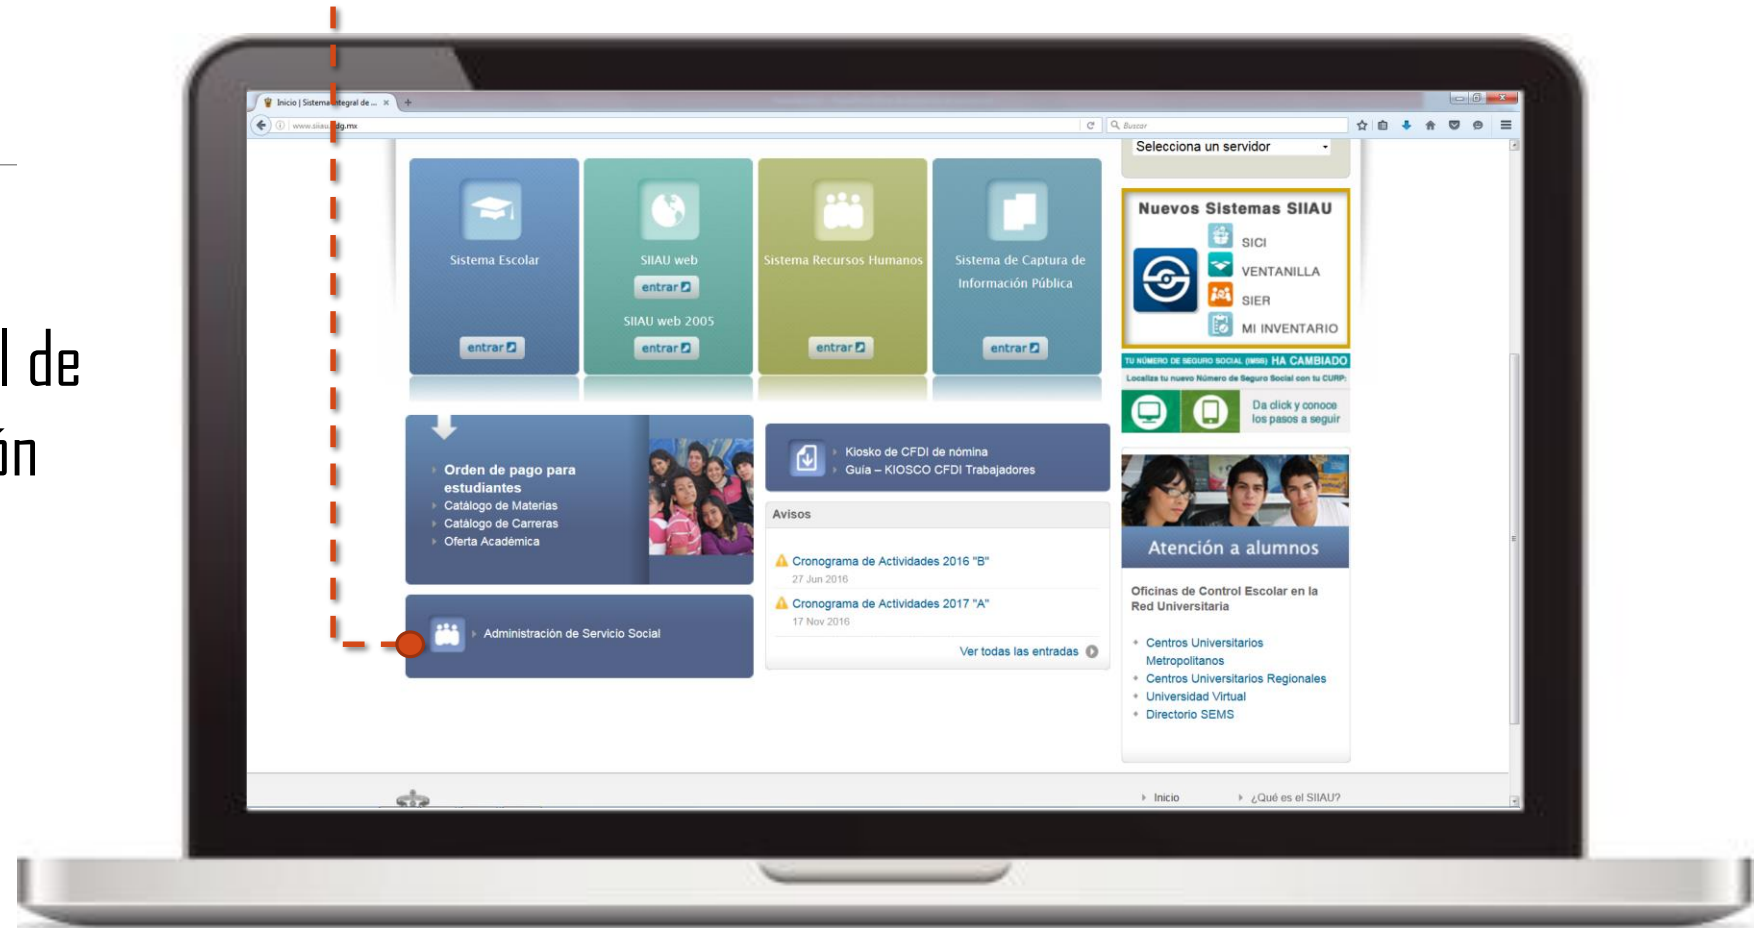 l de
ón
Inicio | Sistema Integral de ...
www.siiau.udg.mx
Buscar
Selecciona un servidor
Sistema Escolar
entrar
SIIAU web
entrar
SIIAU web 2005
entrar
Sistema Recursos Humanos
entrar
Sistema de Captura de
Información Pública
entrar
Nuevos Sistemas SIIAU
SICI
VENTANILLA
SIER
MI INVENTARIO
TU NÚMERO DE SEGURO SOCIAL (IMSS) HA CAMBIADO
Localiza tu nuevo Número de Seguro Social con tu CURP:
Da click y conoce
los pasos a seguir
Orden de pago para
estudiantes
Catálogo de Materias
Catálogo de Carreras
Oferta Académica
Kiosko de CFDI de nómina
Guía – KIOSCO CFDI Trabajadores
Avisos
Cronograma de Actividades 2016 "B"
27 Jun 2016
Cronograma de Actividades 2017 "A"
17 Nov 2016
Ver todas las entradas
Administración de Servicio Social
Atención a alumnos
Oficinas de Control Escolar en la
Red Universitaria
Centros Universitarios
Metropolitanos
Centros Universitarios Regionales
Universidad Virtual
Directorio SEMS
Inicio
¿Qué es el SIIAU?